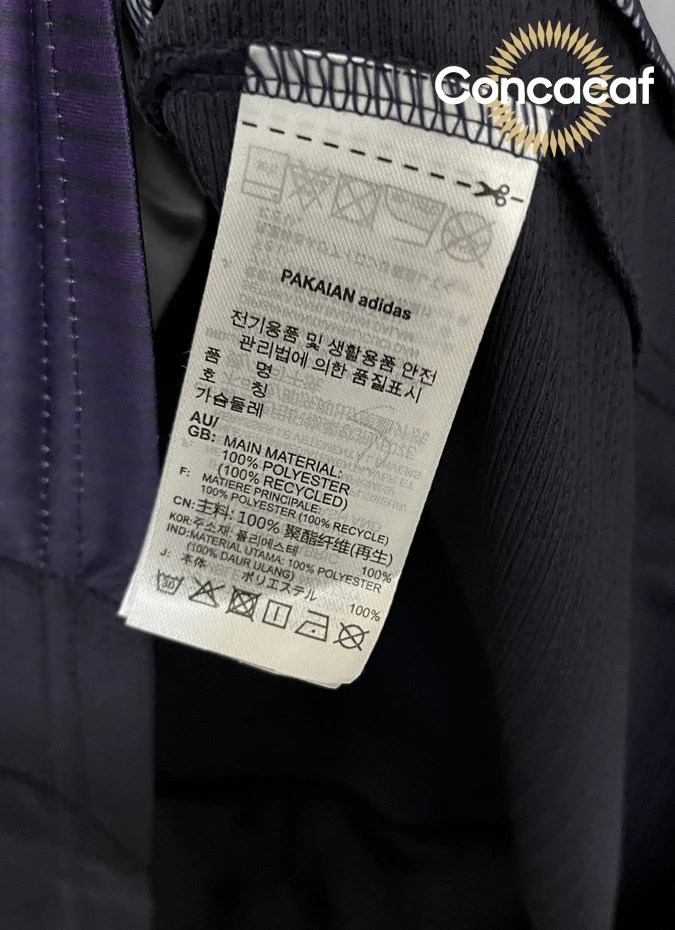 Concacaf
PAKAIAN adidas
전기용품 및 생활용품 안전
관리법에 의한 품질표시
품 명
호 칭
가슴둘레
AU/
GB: MAIN MATERIAL:
100% POLYESTER
(100% RECYCLED)
F: MATIERE PRINCIPALE:
100% POLYESTER (100% RECYCLE)
CN: 主料: 100% 聚酯纤维(再生)
KOR:주소재: 폴리에스테 100%
IND:MATERIAL UTAMA: 100% POLYESTER
(100% DAUR ULANG)
J: 本体
ポリエステル 100%
30